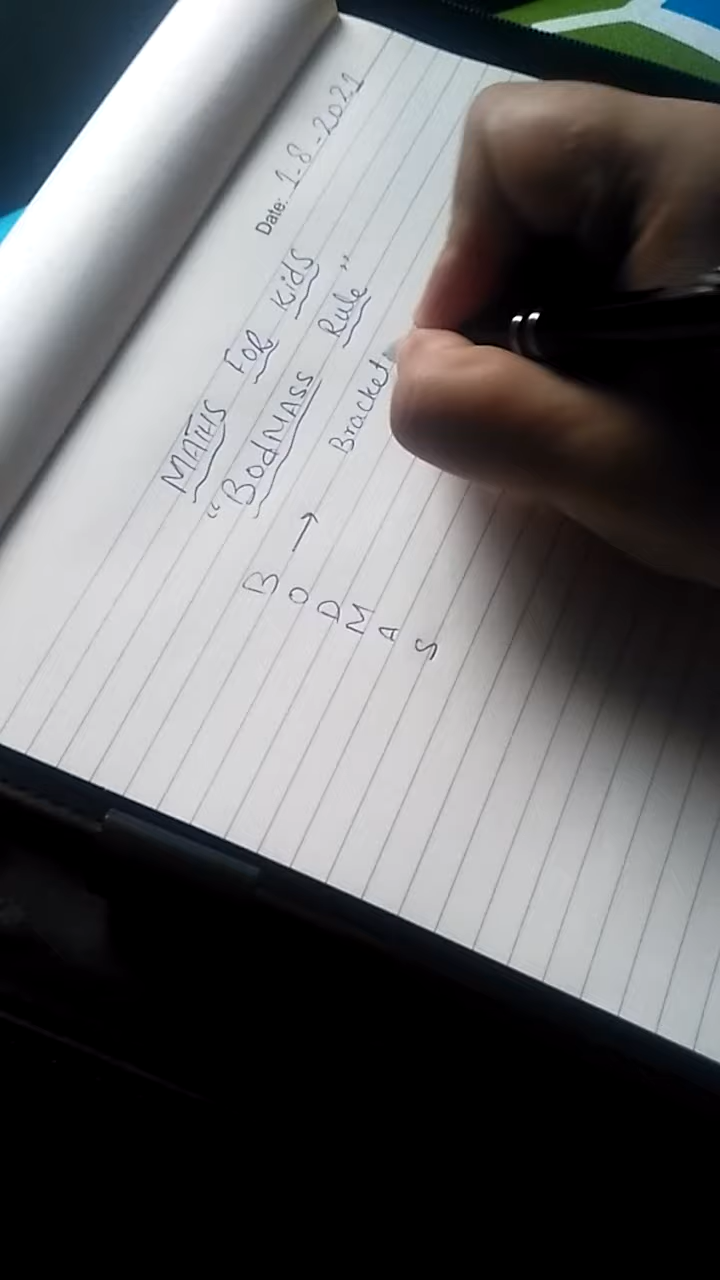 Date: 1-8-2021
MATHS FOR KidS
"BodMASS Rule"
B → Bracket
O
D
M
A
S